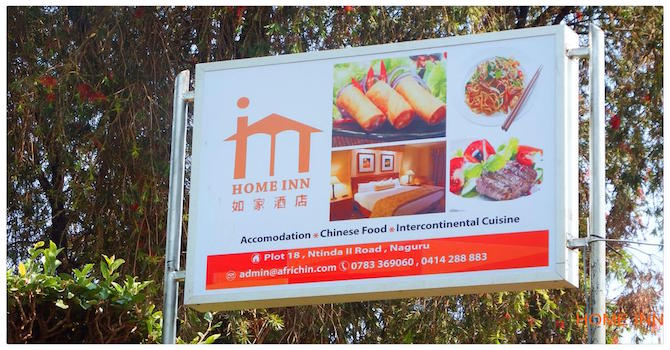 HOME INN
如家酒店
Accomodation * Chinese Food * Intercontinental Cuisine
Plot 18 , Ntinda II Road , Naguru
admin@africhin.com 0783 369060 , 0414 288 883
HOME INN